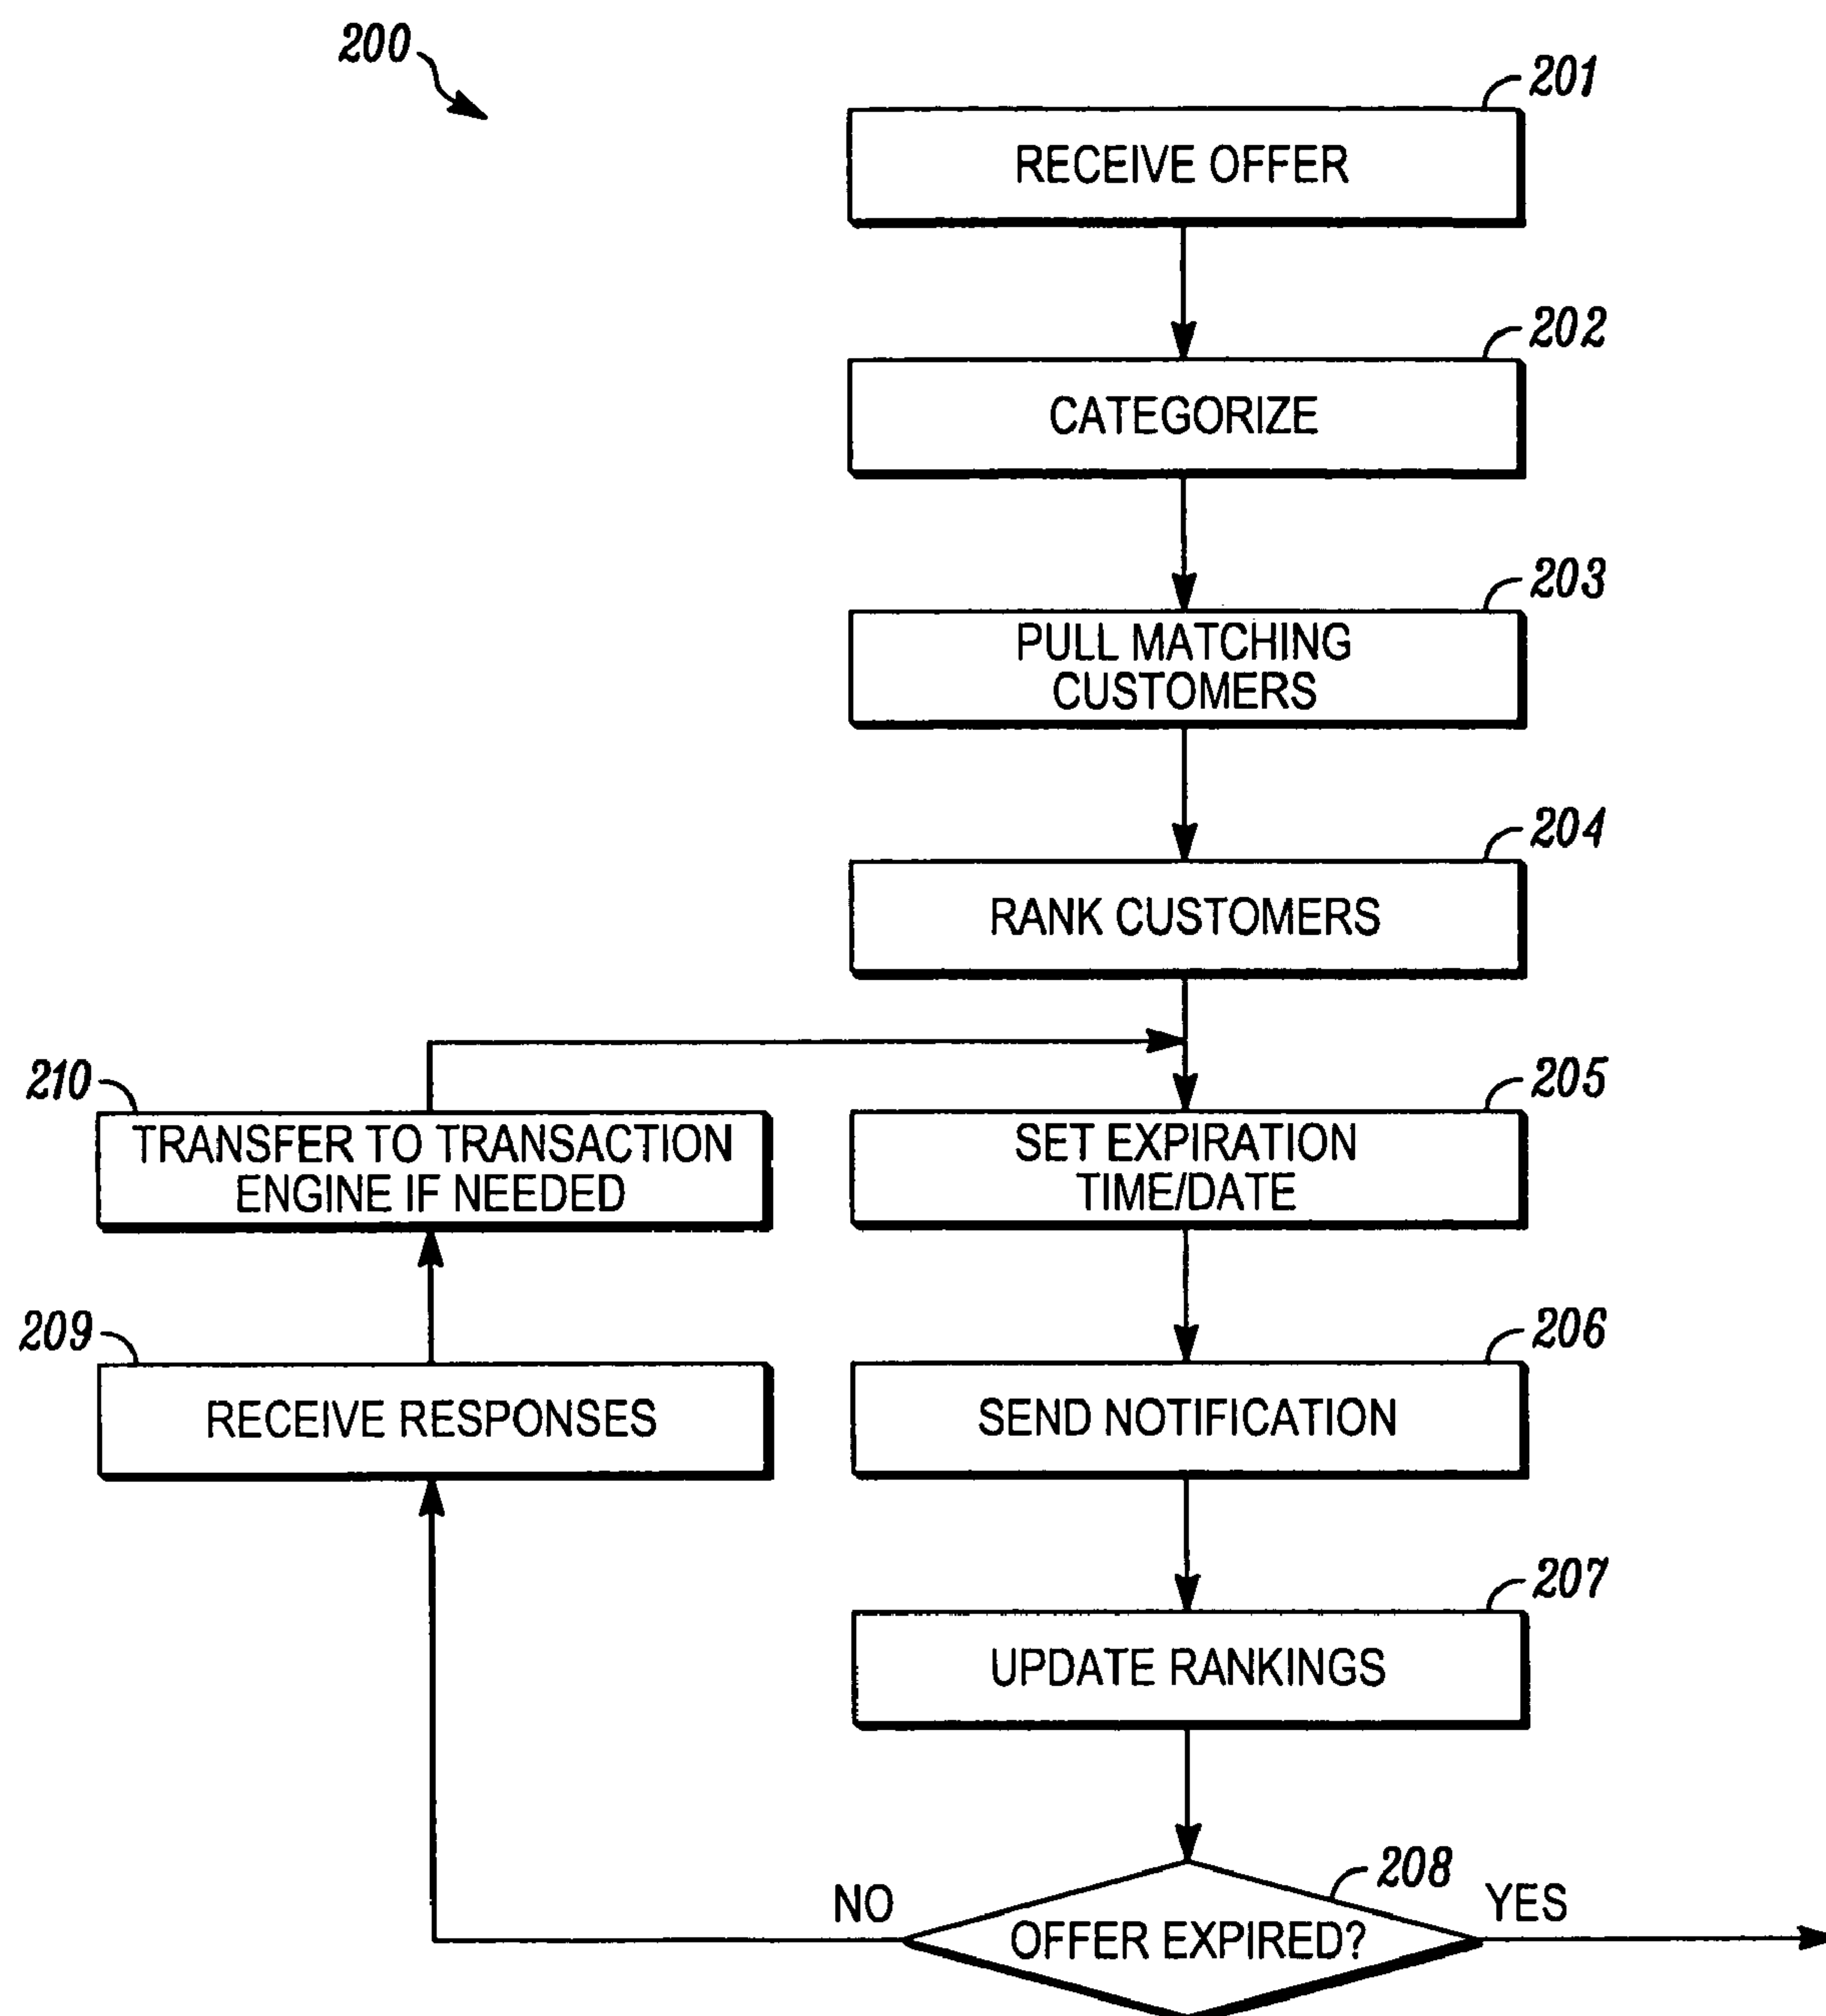 200
201
RECEIVE OFFER
202
CATEGORIZE
203
PULL MATCHING
CUSTOMERS
204
RANK CUSTOMERS
210
TRANSFER TO TRANSACTION
ENGINE IF NEEDED
205
SET EXPIRATION
TIME/DATE
209
RECEIVE RESPONSES
206
SEND NOTIFICATION
207
UPDATE RANKINGS
208
NO
OFFER EXPIRED?
YES